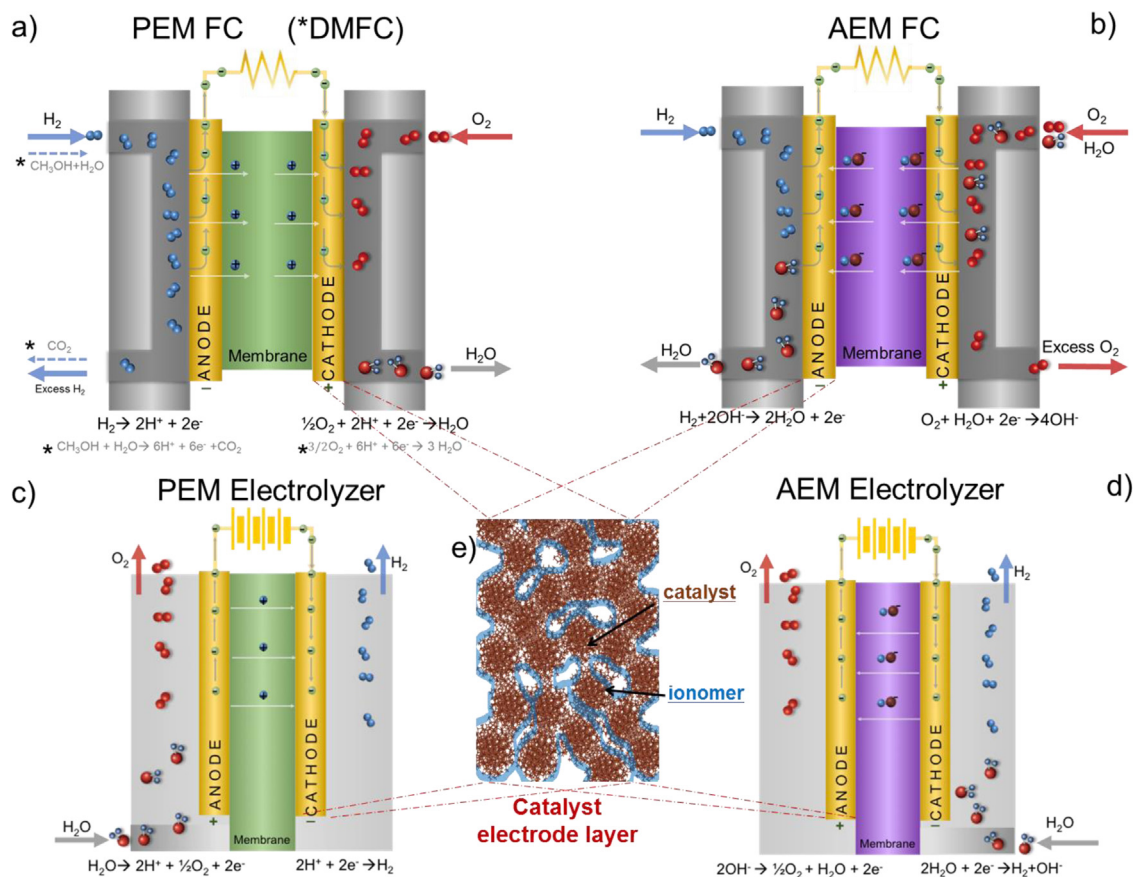 a)
PEM FC (*DMFC)
H₂
* CH₃OH+H₂O
O₂
ANODE
Membrane
CATHODE
* CO₂
Excess H₂
H₂O
−
+
H₂→ 2H⁺ + 2e⁻
½O₂ + 2H⁺ + 2e⁻ →H₂O
* CH₃OH + H₂O→ 6H⁺ + 6e⁻ +CO₂
*3/2O₂ + 6H⁺ + 6e⁻→ 3 H₂O
b)
AEM FC
H₂
O₂
H₂O
ANODE
Membrane
CATHODE
H₂O
Excess O₂
−
+
H₂+2OH⁻→ 2H₂O + 2e⁻
O₂+ H₂O+ 2e⁻ →4OH⁻
c)
PEM Electrolyzer
O₂
H₂
ANODE
CATHODE
+
−
H₂O
Membrane
H₂O→ 2H⁺ + ½O₂ + 2e⁻
2H⁺ + 2e⁻ →H₂
e)
catalyst
ionomer
Catalyst
electrode layer
d)
AEM Electrolyzer
O₂
H₂
ANODE
CATHODE
+
−
H₂O
Membrane
2OH⁻→ ½O₂ + H₂O + 2e⁻
2H₂O + 2e⁻ →H₂+OH⁻